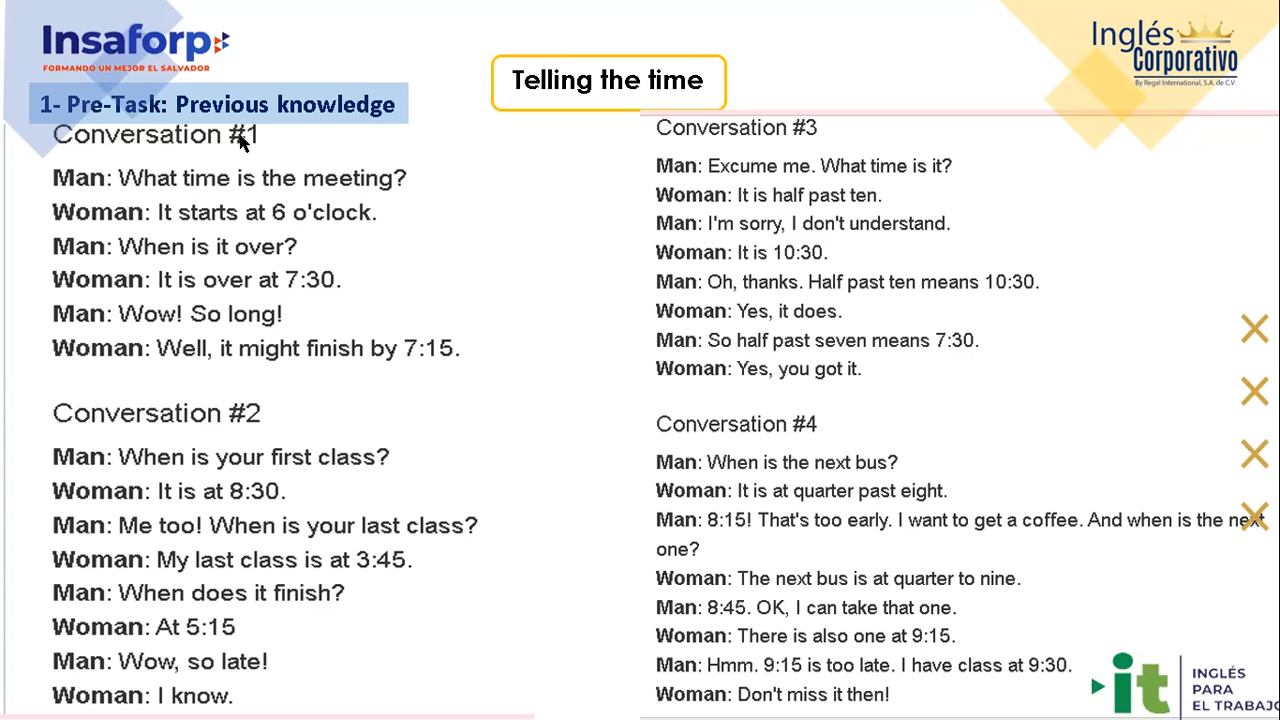 Insaforp
FORMANDO UN MEJOR EL SALVADOR
Telling the time
Inglés
Corporativo
By Regal International, S.A. de C.V.
1- Pre-Task: Previous knowledge
Conversation #1
Man: What time is the meeting?
Woman: It starts at 6 o'clock.
Man: When is it over?
Woman: It is over at 7:30.
Man: Wow! So long!
Woman: Well, it might finish by 7:15.
Conversation #2
Man: When is your first class?
Woman: It is at 8:30.
Man: Me too! When is your last class?
Woman: My last class is at 3:45.
Man: When does it finish?
Woman: At 5:15
Man: Wow, so late!
Woman: I know.
Conversation #3
Man: Excume me. What time is it?
Woman: It is half past ten.
Man: I'm sorry, I don't understand.
Woman: It is 10:30.
Man: Oh, thanks. Half past ten means 10:30.
Woman: Yes, it does.
Man: So half past seven means 7:30.
Woman: Yes, you got it.
Conversation #4
Man: When is the next bus?
Woman: It is at quarter past eight.
Man: 8:15! That's too early. I want to get a coffee. And when is the next
one?
Woman: The next bus is at quarter to nine.
Man: 8:45. OK, I can take that one.
Woman: There is also one at 9:15.
Man: Hmm. 9:15 is too late. I have class at 9:30.
Woman: Don't miss it then!
it
INGLÉS
PARA
EL TRABAJO